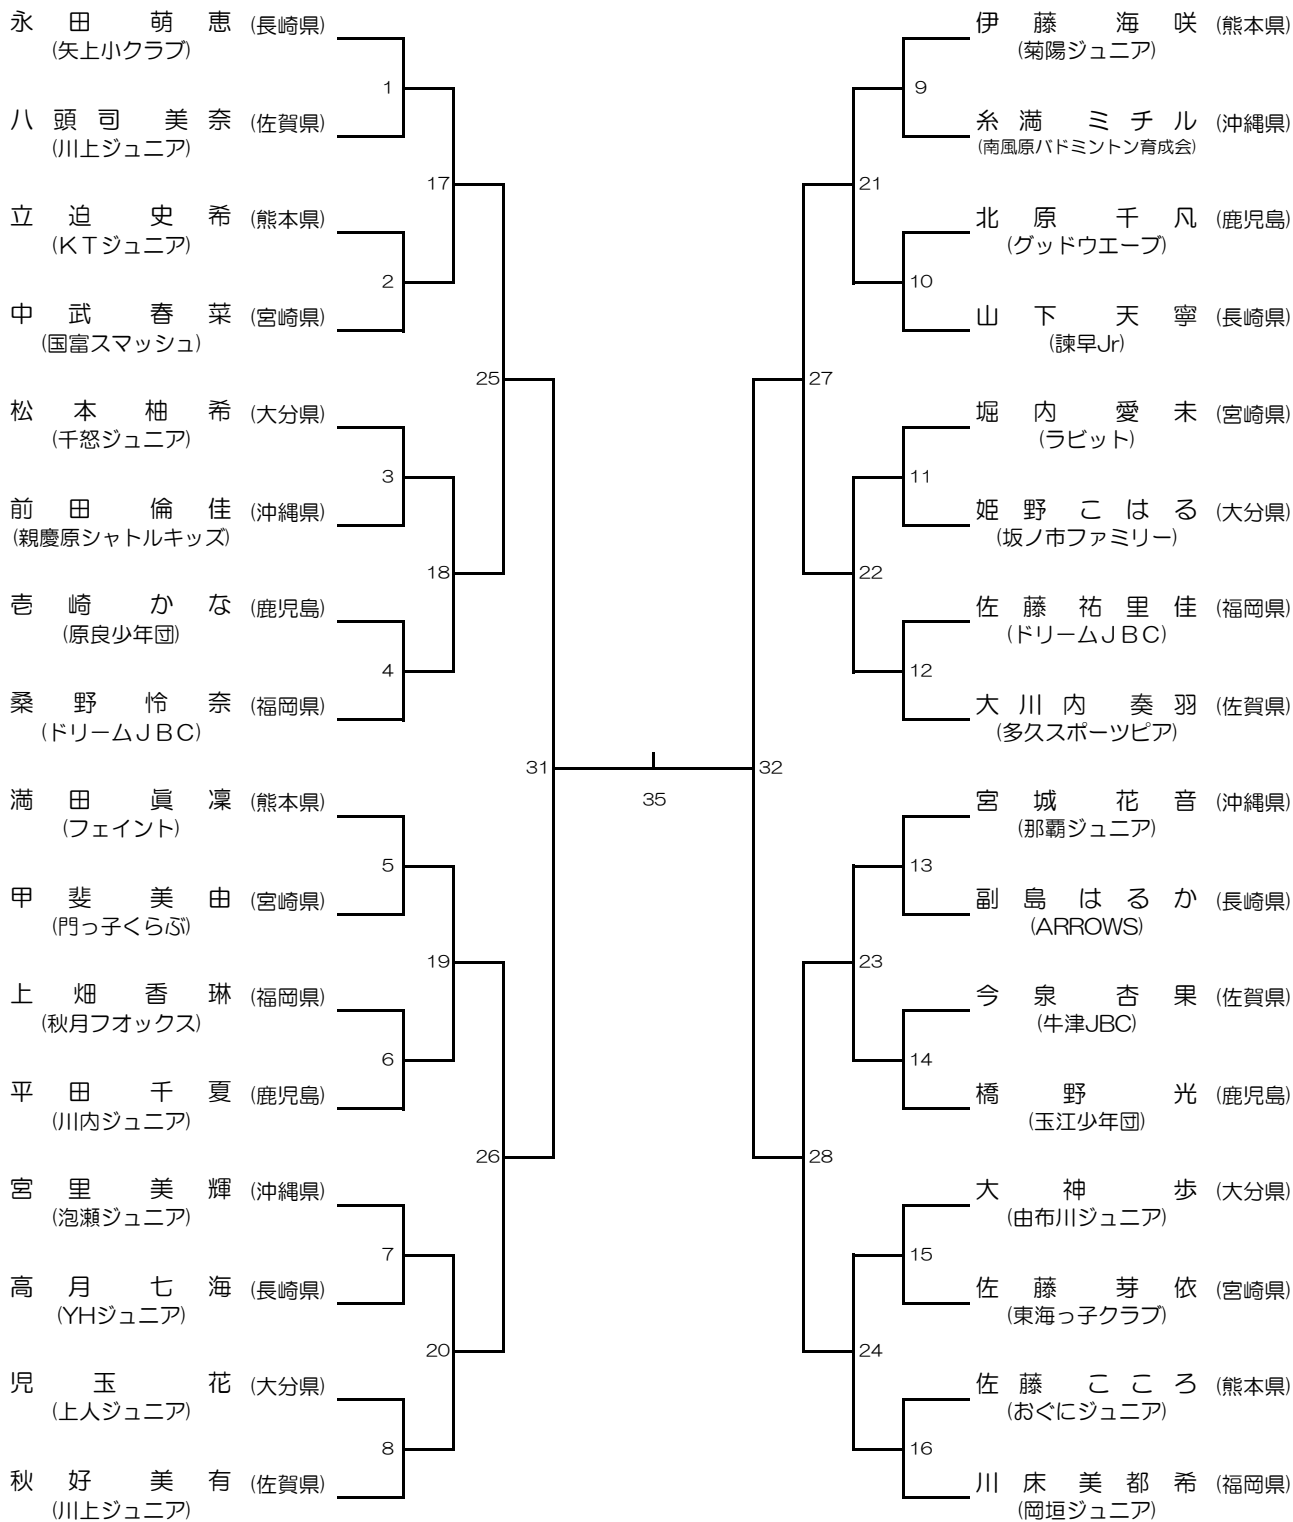 永田 萌恵 (長崎県)
(矢上小クラブ)
八頭司 美奈 (佐賀県)
(川上ジュニア)
立迫 史希 (熊本県)
(KTジュニア)
中武 春菜 (宮崎県)
(国富スマッシュ)
松本 柚希 (大分県)
(千怒ジュニア)
前田 倫佳 (沖縄県)
(親慶原シャトルキッズ)
壱崎 かな (鹿児島)
(原良少年団)
桑野 怜奈 (福岡県)
(ドリームJBC)
満田 眞凜 (熊本県)
(フェイント)
甲斐 美由 (宮崎県)
(門っ子くらぶ)
上畑 香琳 (福岡県)
(秋月フオックス)
平田 千夏 (鹿児島)
(川内ジュニア)
宮里 美輝 (沖縄県)
(泡瀬ジュニア)
高月 七海 (長崎県)
(YHジュニア)
児玉 花 (大分県)
(上人ジュニア)
秋好 美有 (佐賀県)
(川上ジュニア)
1
2
3
4
5
6
7
8
17
18
19
20
25
26
31
35
32
27
28
21
22
23
24
9
10
11
12
13
14
15
16
伊藤 海咲 (熊本県)
(菊陽ジュニア)
糸満 ミチル (沖縄県)
(南風原バドミントン育成会)
北原 千凡 (鹿児島)
(グッドウエーブ)
山下 天寧 (長崎県)
(諫早Jr)
堀内 愛未 (宮崎県)
(ラビット)
姫野 こはる (大分県)
(坂ノ市ファミリー)
佐藤 祐里佳 (福岡県)
(ドリームJBC)
大川内 奏羽 (佐賀県)
(多久スポーツピア)
宮城 花音 (沖縄県)
(那覇ジュニア)
副島 はるか (長崎県)
(ARROWS)
今泉 杏果 (佐賀県)
(牛津JBC)
橋野 光 (鹿児島)
(玉江少年団)
大神 歩 (大分県)
(由布川ジュニア)
佐藤 芽依 (宮崎県)
(東海っ子クラブ)
佐藤 こころ (熊本県)
(おぐにジュニア)
川床 美都希 (福岡県)
(岡垣ジュニア)